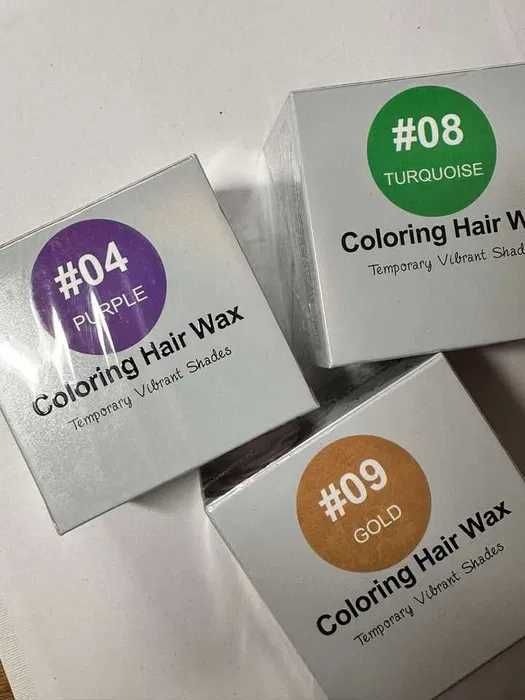 #08
TURQUOISE
Coloring Hair W
Temporary Vibrant Shad
#04
PURPLE
Coloring Hair Wax
Temporary Vibrant Shades
#09
GOLD
Coloring Hair Wax
Temporary Vibrant Shades